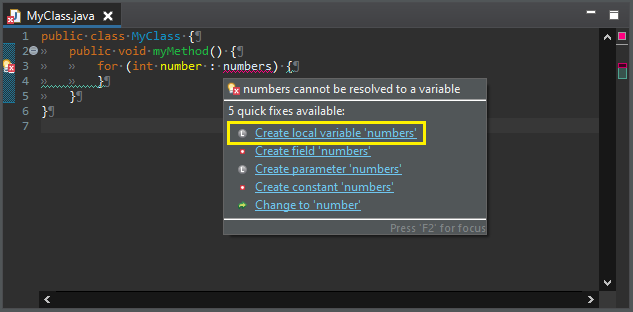 MyClass.java
1 public class MyClass {¶
2 » public void myMethod() {¶
3 » » for (int number : numbers) {¶
4 » » }¶
5 » }¶
6 }¶
7
numbers cannot be resolved to a variable
5 quick fixes available:
Create local variable 'numbers'
Create field 'numbers'
Create parameter 'numbers'
Create constant 'numbers'
Change to 'number'
Press 'F2' for focus